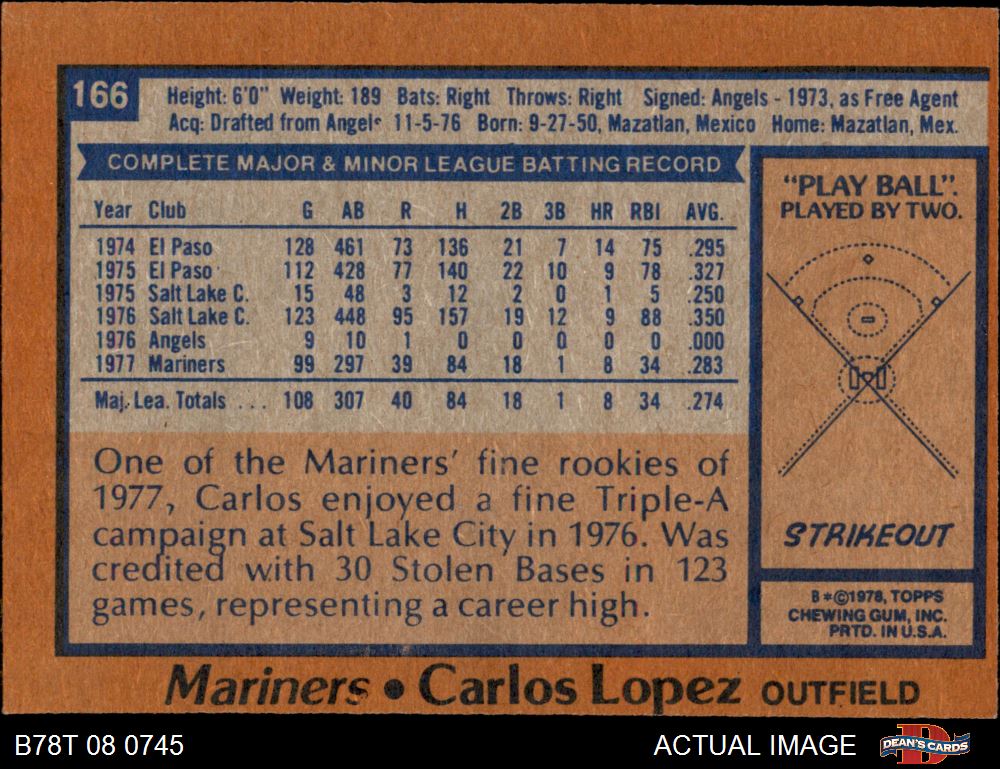 166
Height: 6'0" Weight: 189 Bats: Right Throws: Right Signed: Angels - 1973, as Free Agent
Acq: Drafted from Angels 11-5-76 Born: 9-27-50, Mazatlan, Mexico Home: Mazatlan, Mex.
COMPLETE MAJOR & MINOR LEAGUE BATTING RECORD
Year Club G AB R H 2B 3B HR RBI AVG.
1974 El Paso 128 461 73 136 21 7 14 75 .295
1975 El Paso 112 428 77 140 22 10 9 78 .327
1975 Salt Lake C. 15 48 3 12 2 0 1 5 .250
1976 Salt Lake C. 123 448 95 157 19 12 9 88 .350
1976 Angels 9 10 1 0 0 0 0 0 .000
1977 Mariners 99 297 39 84 18 1 8 34 .283
Maj. Lea. Totals ... 108 307 40 84 18 1 8 34 .274
One of the Mariners' fine rookies of
1977, Carlos enjoyed a fine Triple-A
campaign at Salt Lake City in 1976. Was
credited with 30 Stolen Bases in 123
games, representing a career high.
"PLAY BALL".
PLAYED BY TWO.
STRIKEOUT
B*©1978, TOPPS
CHEWING GUM, INC.
PRTD. IN U.S.A.
Mariners • Carlos Lopez OUTFIELD
B78T 08 0745
ACTUAL IMAGE
DEAN'S CARDS